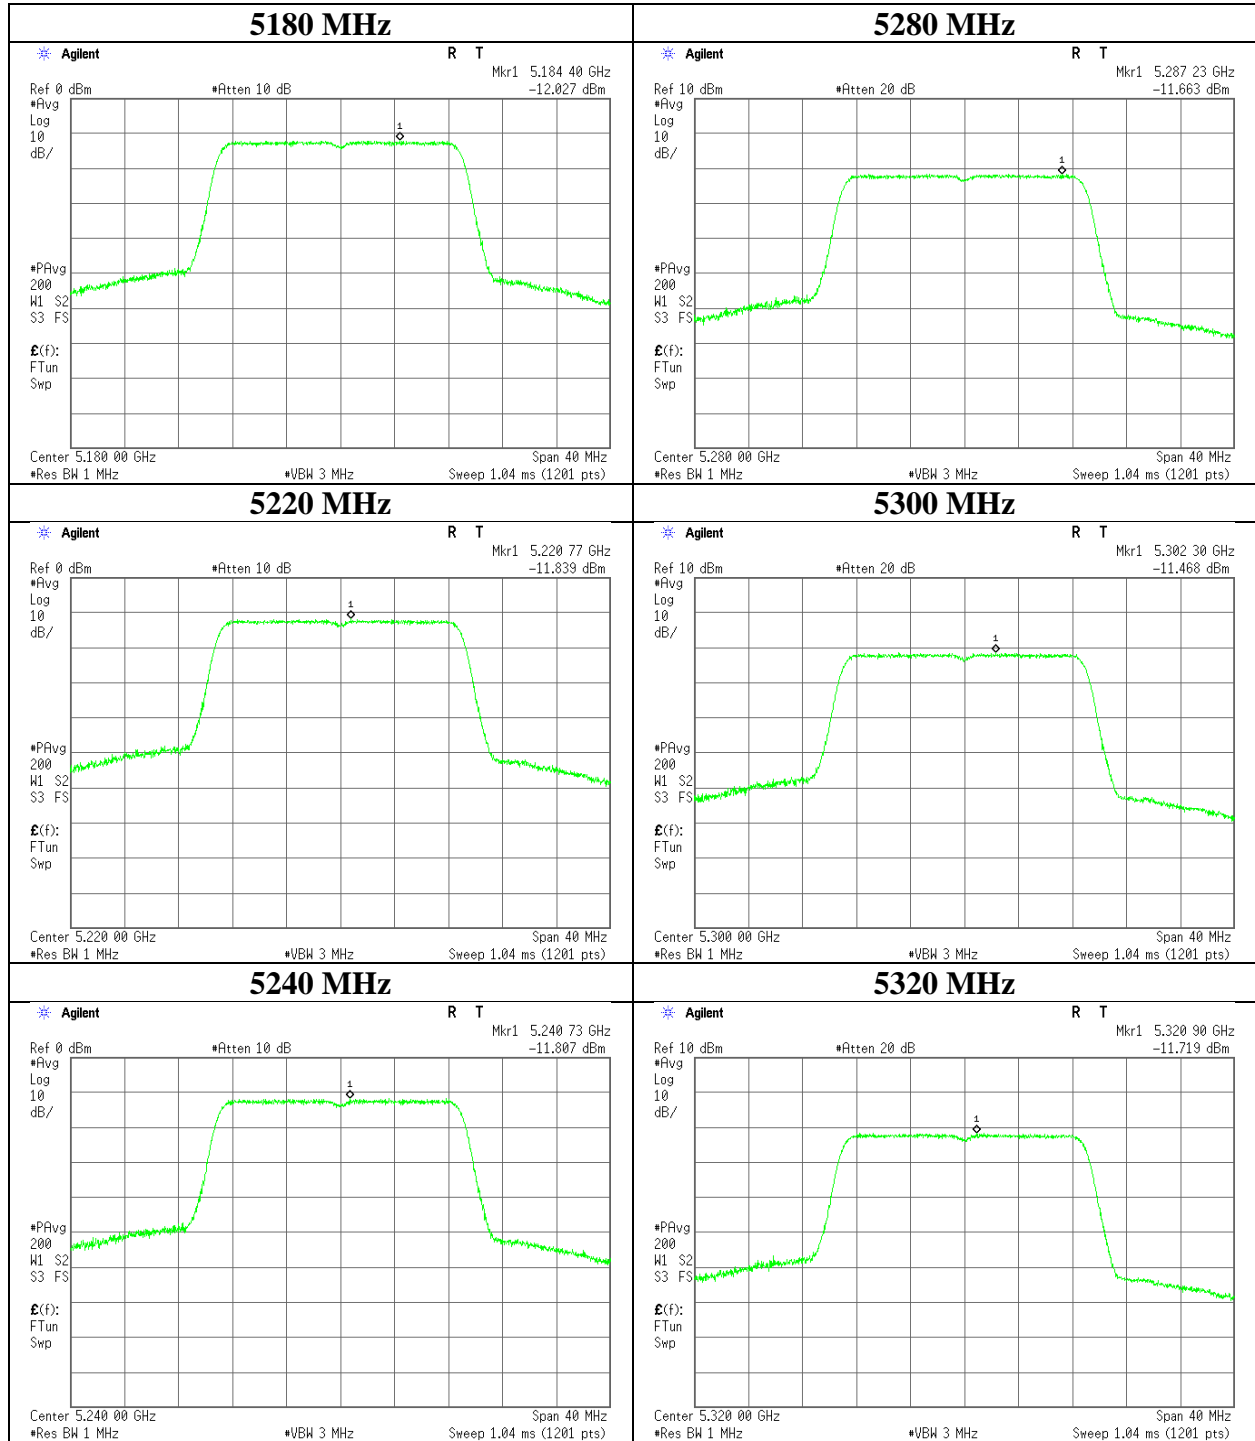 5180 MHz
Agilent R T
Mkr1 5.184 40 GHz
Ref 0 dBm #Atten 10 dB -12.027 dBm
#Avg
Log
10
dB/
1
#PAvg
200
W1 S2
S3 FS
£(f):
FTun
Swp
Center 5.180 00 GHz Span 40 MHz
#Res BW 1 MHz #VBW 3 MHz Sweep 1.04 ms (1201 pts)
5280 MHz
Agilent R T
Mkr1 5.287 23 GHz
Ref 10 dBm #Atten 20 dB -11.663 dBm
#Avg
Log
10
dB/
1
#PAvg
200
W1 S2
S3 FS
£(f):
FTun
Swp
Center 5.280 00 GHz Span 40 MHz
#Res BW 1 MHz #VBW 3 MHz Sweep 1.04 ms (1201 pts)
5220 MHz
Agilent R T
Mkr1 5.220 77 GHz
Ref 0 dBm #Atten 10 dB -11.839 dBm
#Avg
Log
10
dB/
1
#PAvg
200
W1 S2
S3 FS
£(f):
FTun
Swp
Center 5.220 00 GHz Span 40 MHz
#Res BW 1 MHz #VBW 3 MHz Sweep 1.04 ms (1201 pts)
5300 MHz
Agilent R T
Mkr1 5.302 30 GHz
Ref 10 dBm #Atten 20 dB -11.468 dBm
#Avg
Log
10
dB/
1
#PAvg
200
W1 S2
S3 FS
£(f):
FTun
Swp
Center 5.300 00 GHz Span 40 MHz
#Res BW 1 MHz #VBW 3 MHz Sweep 1.04 ms (1201 pts)
5240 MHz
Agilent R T
Mkr1 5.240 73 GHz
Ref 0 dBm #Atten 10 dB -11.807 dBm
#Avg
Log
10
dB/
1
#PAvg
200
W1 S2
S3 FS
£(f):
FTun
Swp
Center 5.240 00 GHz Span 40 MHz
#Res BW 1 MHz #VBW 3 MHz Sweep 1.04 ms (1201 pts)
5320 MHz
Agilent R T
Mkr1 5.320 90 GHz
Ref 10 dBm #Atten 20 dB -11.719 dBm
#Avg
Log
10
dB/
1
#PAvg
200
W1 S2
S3 FS
£(f):
FTun
Swp
Center 5.320 00 GHz Span 40 MHz
#Res BW 1 MHz #VBW 3 MHz Sweep 1.04 ms (1201 pts)